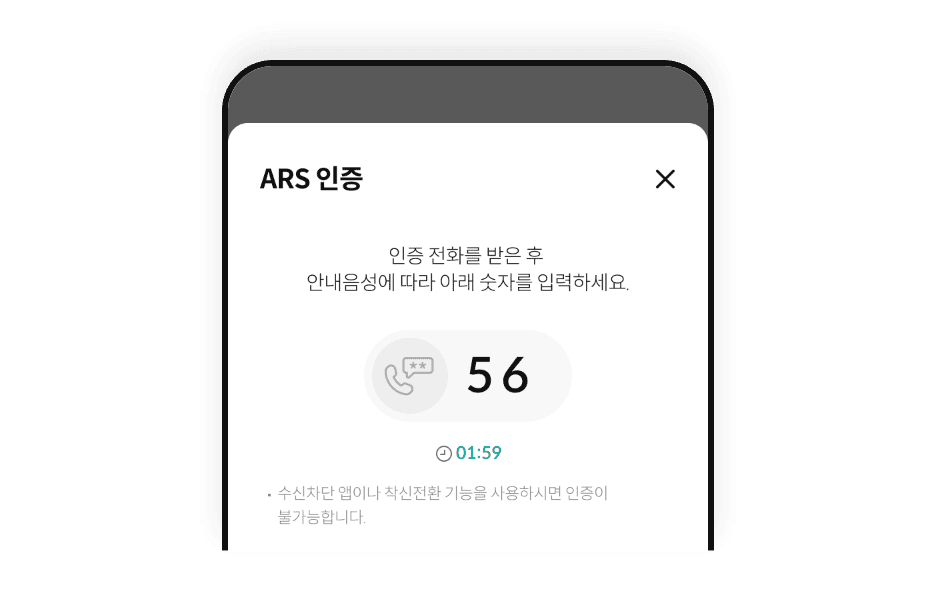 ARS 인증
인증 전화를 받은 후
안내음성에 따라 아래 숫자를 입력하세요.
56
01:59
• 수신차단 앱이나 착신전환 기능을 사용하시면 인증이
불가능합니다.